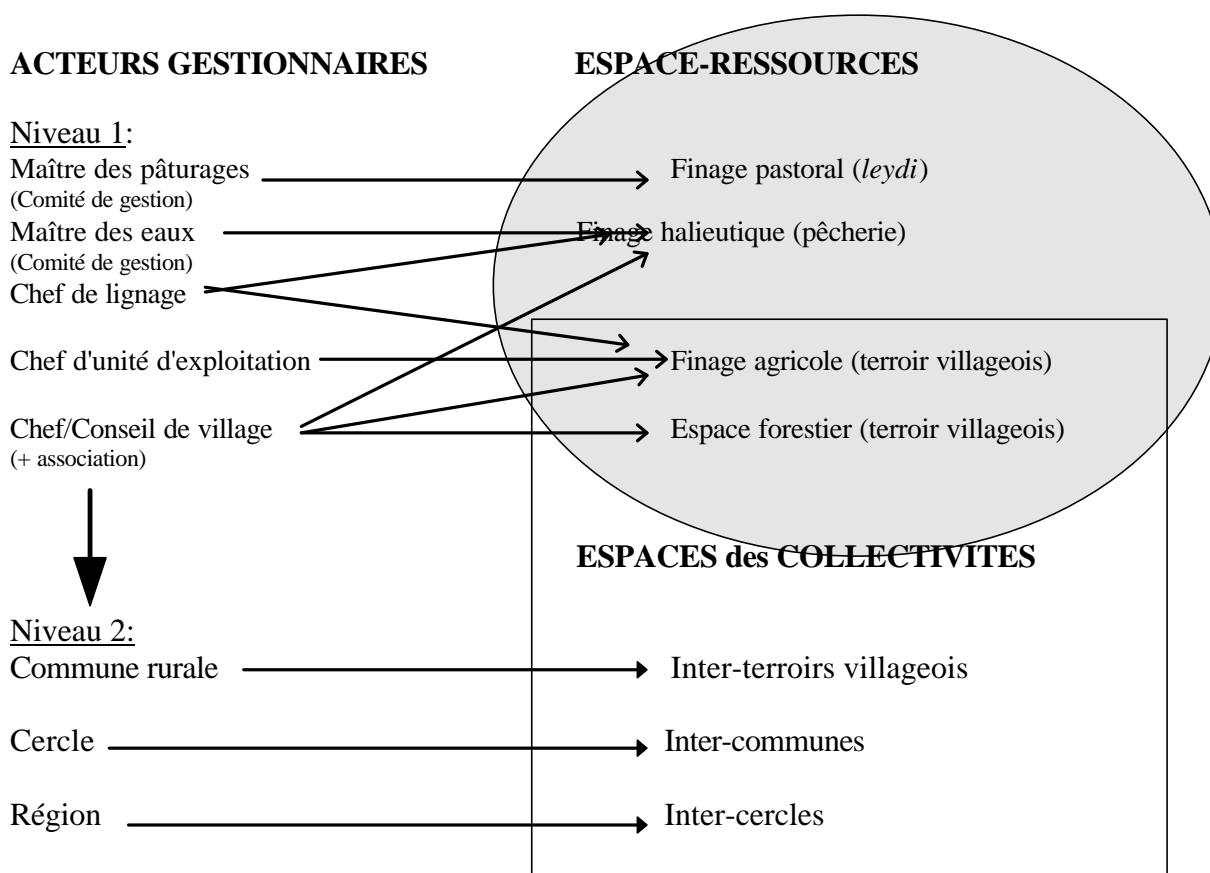 ACTEURS GESTIONNAIRES ESPACE-RESSOURCES
Niveau 1:
Maître des pâturages Finage pastoral (leydi)
(Comité de gestion)
Maître des eaux Finage halieutique (pêcherie)
(Comité de gestion)
Chef de lignage
Chef d'unité d'exploitation Finage agricole (terroir villageois)
Chef/Conseil de village Espace forestier (terroir villageois)
(+ association)
ESPACES des COLLECTIVITES
Niveau 2:
Commune rurale Inter-terroirs villageois
Cercle Inter-communes
Région Inter-cercles